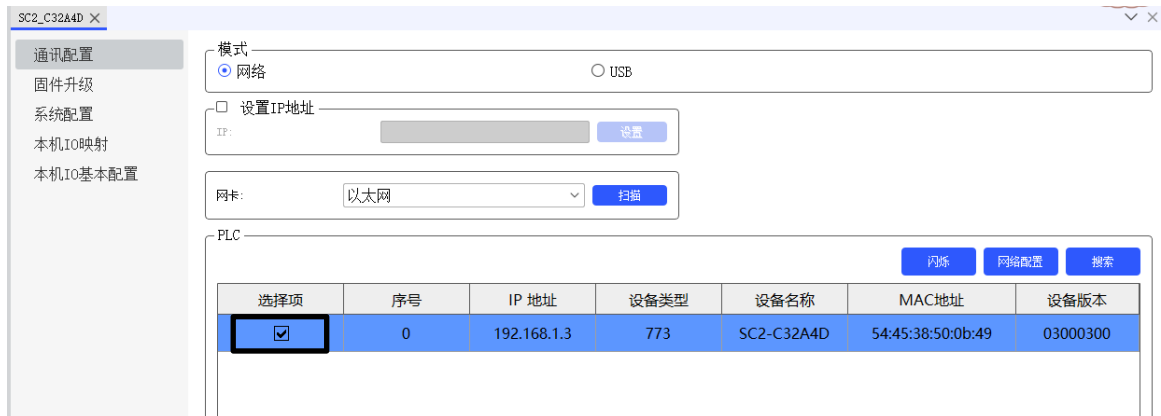 SC2_C32A4D
通讯配置
固件升级
系统配置
本机IO映射
本机IO基本配置
模式
网络 USB
设置IP地址
IP: 设置
网卡: 以太网 扫描
PLC
闪烁 网络配置 搜索
选择项 序号 IP 地址 设备类型 设备名称 MAC地址 设备版本
0 192.168.1.3 773 SC2-C32A4D 54:45:38:50:0b:49 03000300